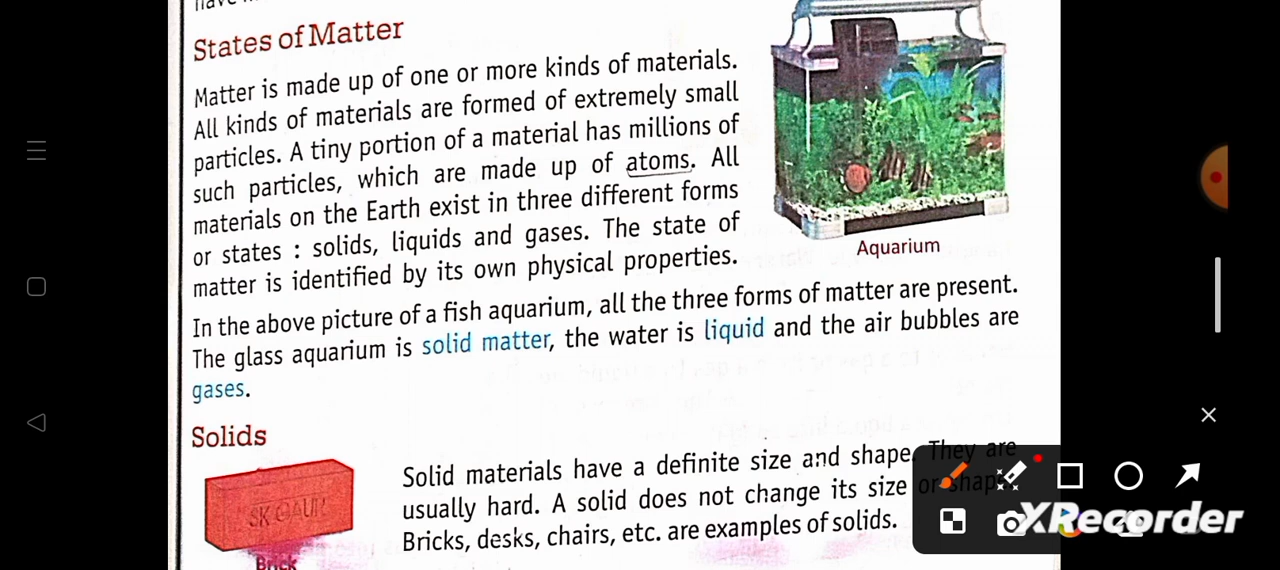 States of Matter
Matter is made up of one or more kinds of materials.
All kinds of materials are formed of extremely small
particles. A tiny portion of a material has millions of
such particles, which are made up of atoms. All
materials on the Earth exist in three different forms
or states : solids, liquids and gases. The state of
matter is identified by its own physical properties.
Aquarium
In the above picture of a fish aquarium, all the three forms of matter are present.
The glass aquarium is solid matter, the water is liquid and the air bubbles are
gases.
Solids
Solid materials have a definite size and shape. They are
usually hard. A solid does not change its size or shape.
Bricks, desks, chairs, etc. are examples of solids.
SK GAUR
Brick
XRecorder